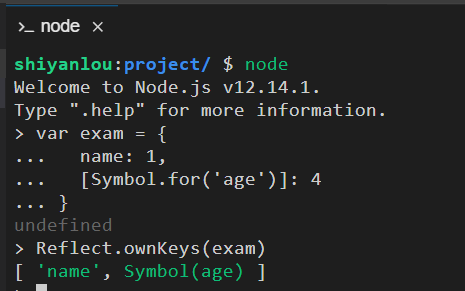 >_ node ×
shiyanlou:project/ $ node
Welcome to Node.js v12.14.1.
Type ".help" for more information.
> var exam = {
...   name: 1,
...   [Symbol.for('age')]: 4
... }
undefined
> Reflect.ownKeys(exam)
[ 'name', Symbol(age) ]